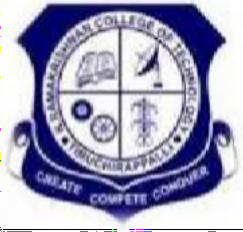 K.RAMAKRISHNAN COLLEGE OF TECHNOLOGY
TIRUCHIRAPPALLI
CREATE COMPETE CONQUER